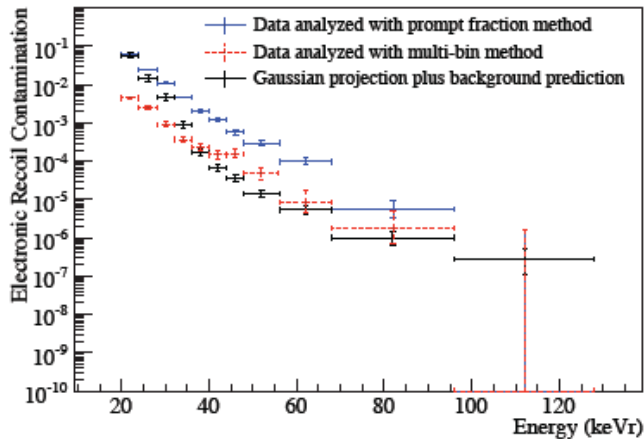 Electronic Recoil Contamination
Data analyzed with prompt fraction method
Data analyzed with multi-bin method
Gaussian projection plus background prediction
10⁻¹
10⁻²
10⁻³
10⁻⁴
10⁻⁵
10⁻⁶
10⁻⁷
10⁻⁸
10⁻⁹
10⁻¹⁰
20 40 60 80 100 120
Energy (keVr)